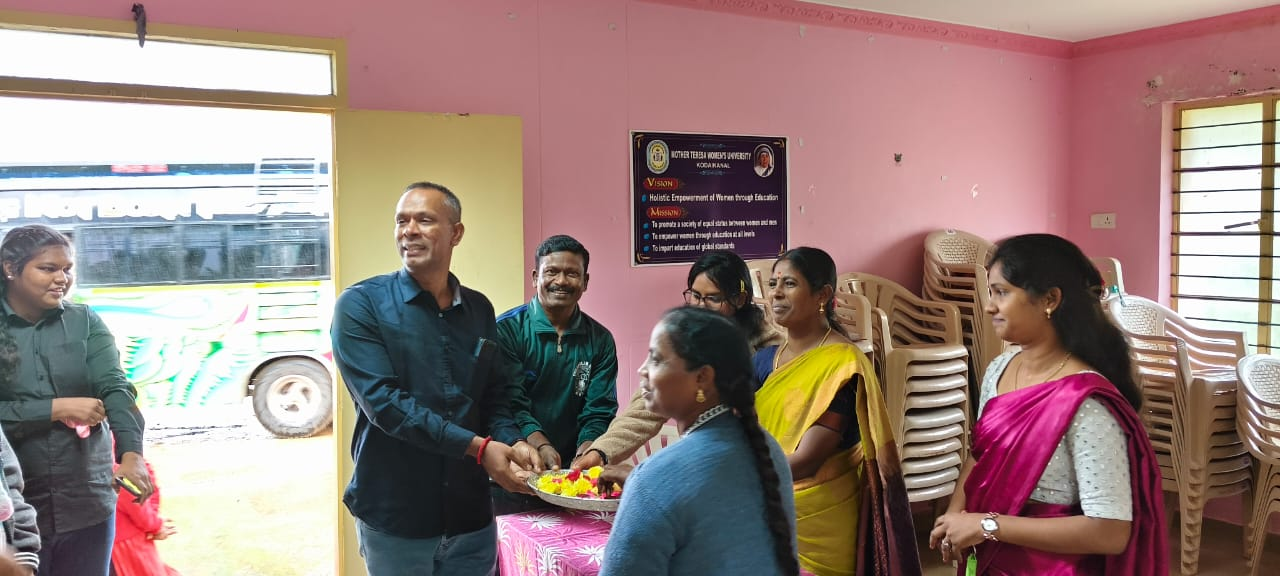 MOTHER TERESA WOMEN'S UNIVERSITY
KODAIKANAL
VISION
Holistic Empowerment of Women through Education
MISSION
To promote a society of equal status between women and men
To empower women through education at all levels
To impart education of global standards